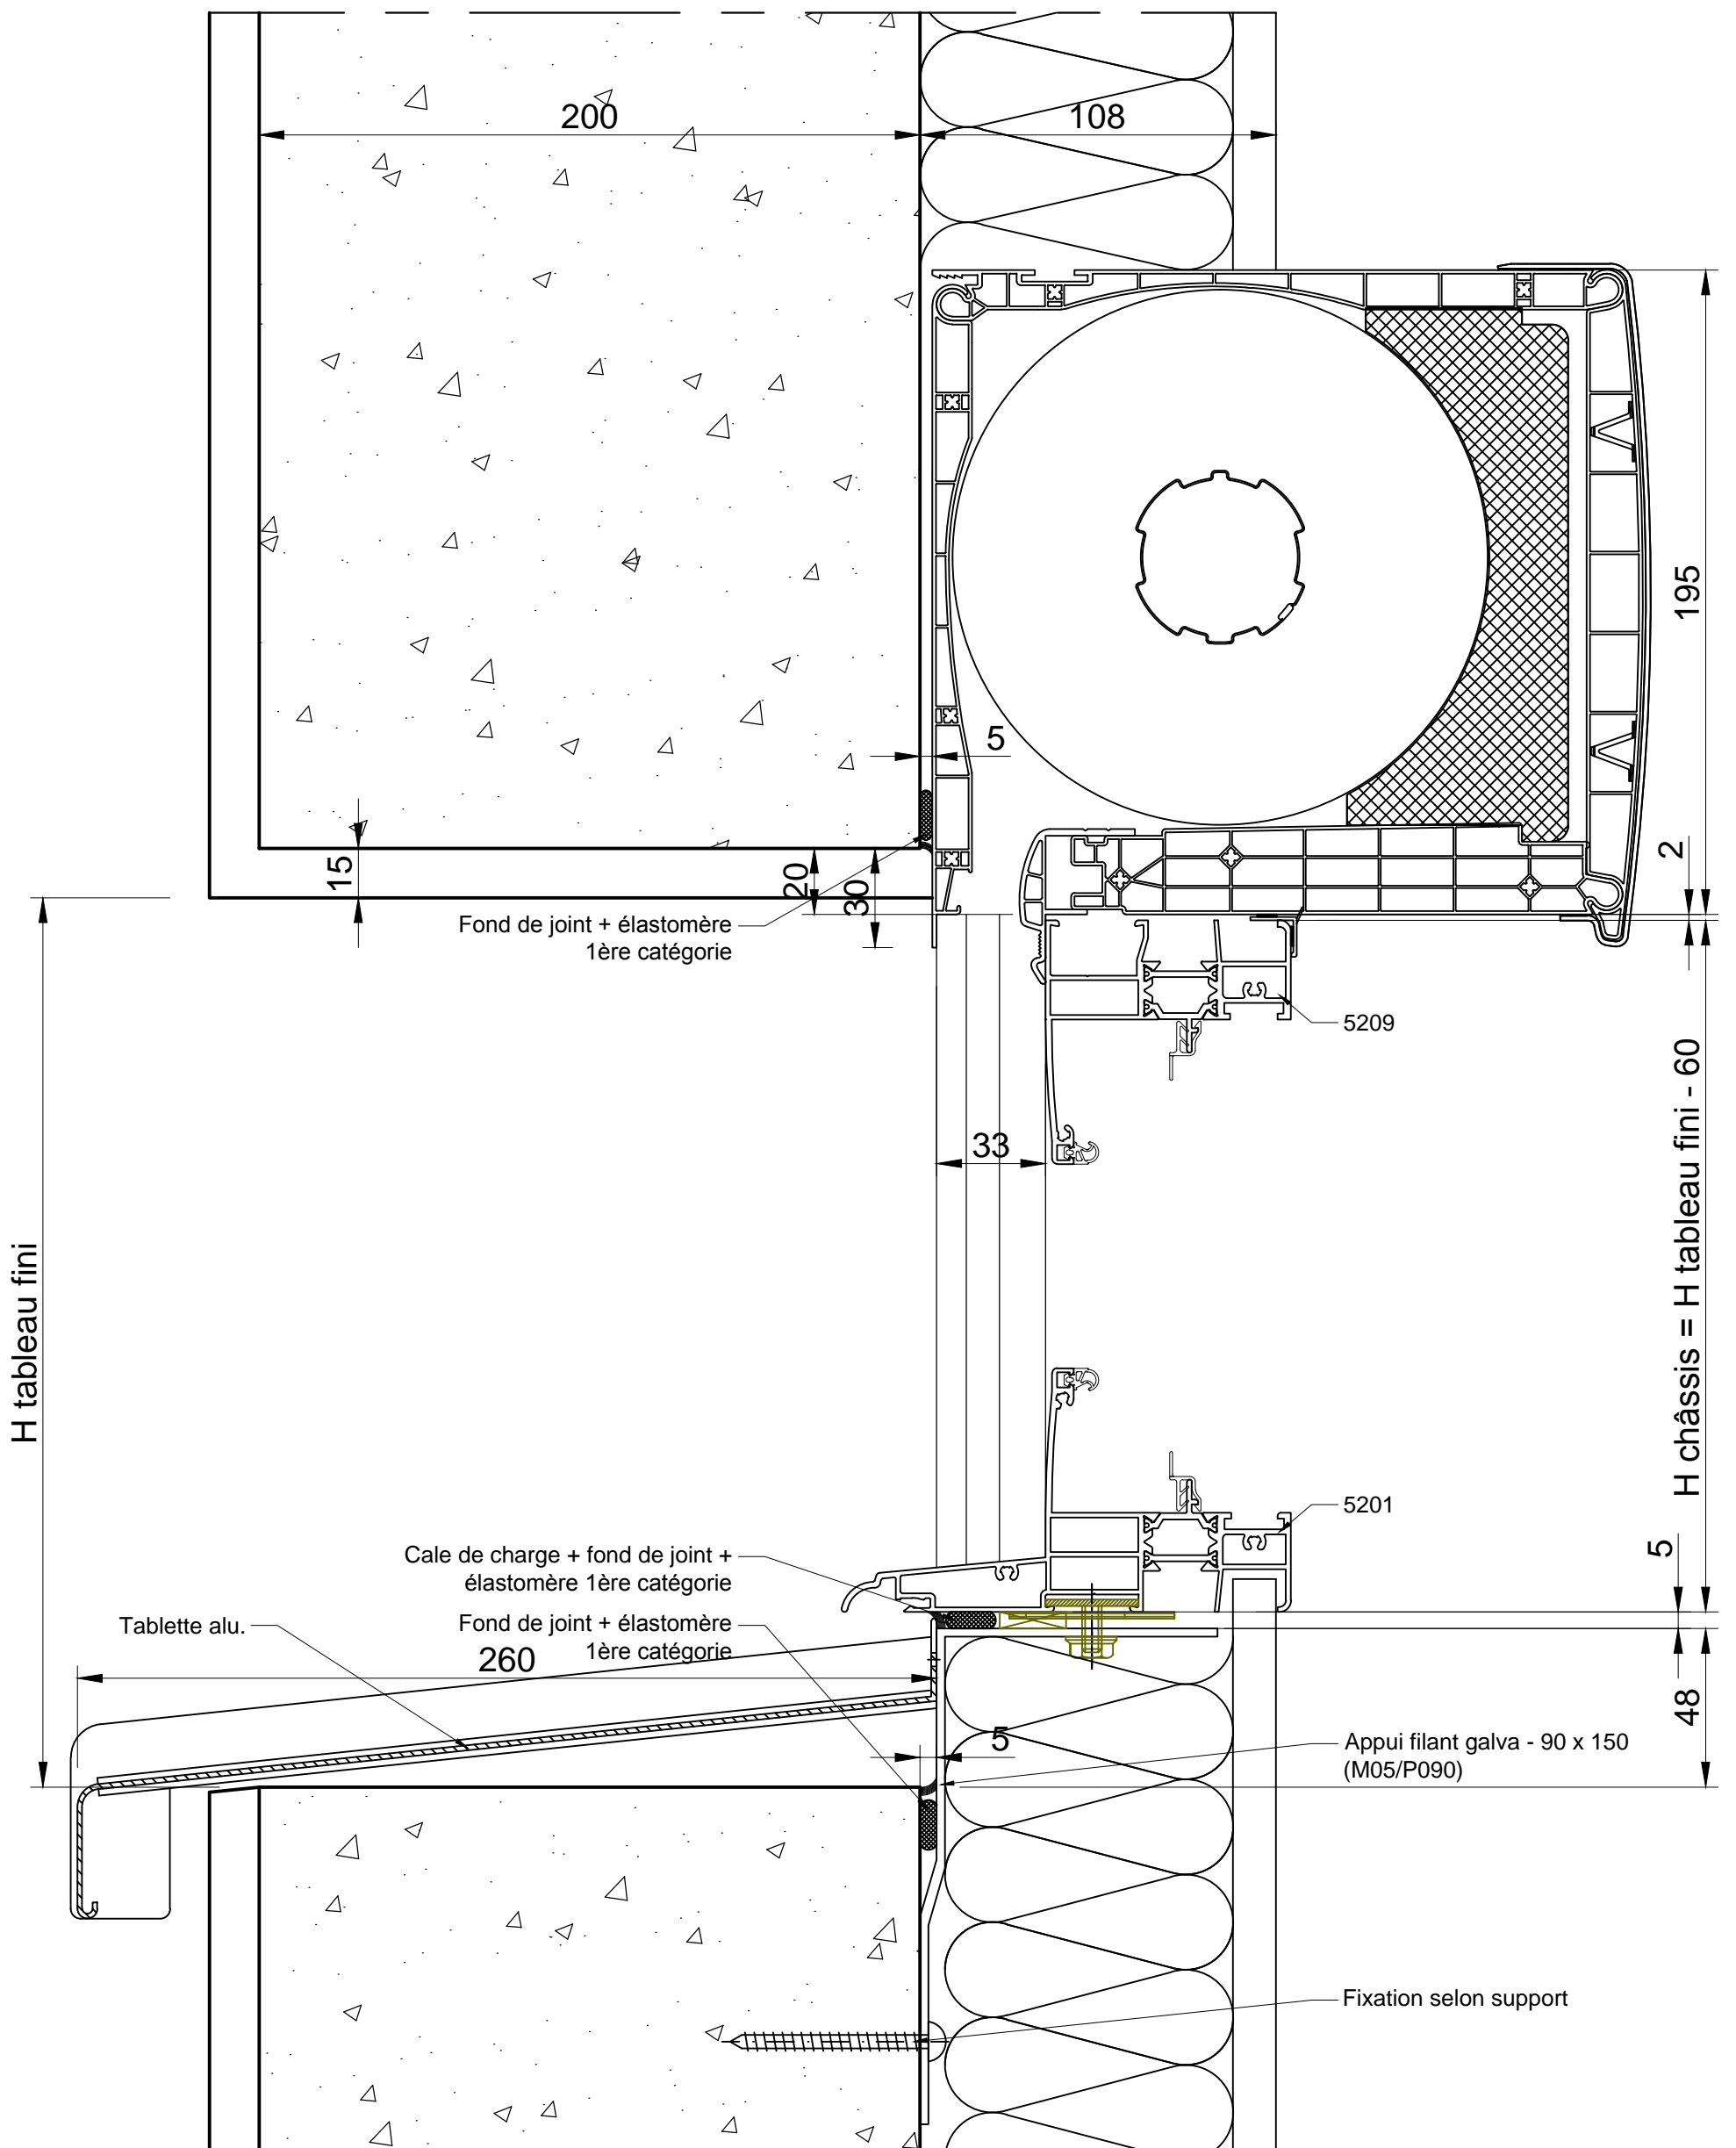 200
108
195
5
2
15
20
30
Fond de joint + élastomère
1ère catégorie
5209
33
H tableau fini
H châssis = H tableau fini - 60
5201
5
Cale de charge + fond de joint +
élastomère 1ère catégorie
Tablette alu.
Fond de joint + élastomère
1ère catégorie
260
48
5
Appui filant galva - 90 x 150
(M05/P090)
Fixation selon support